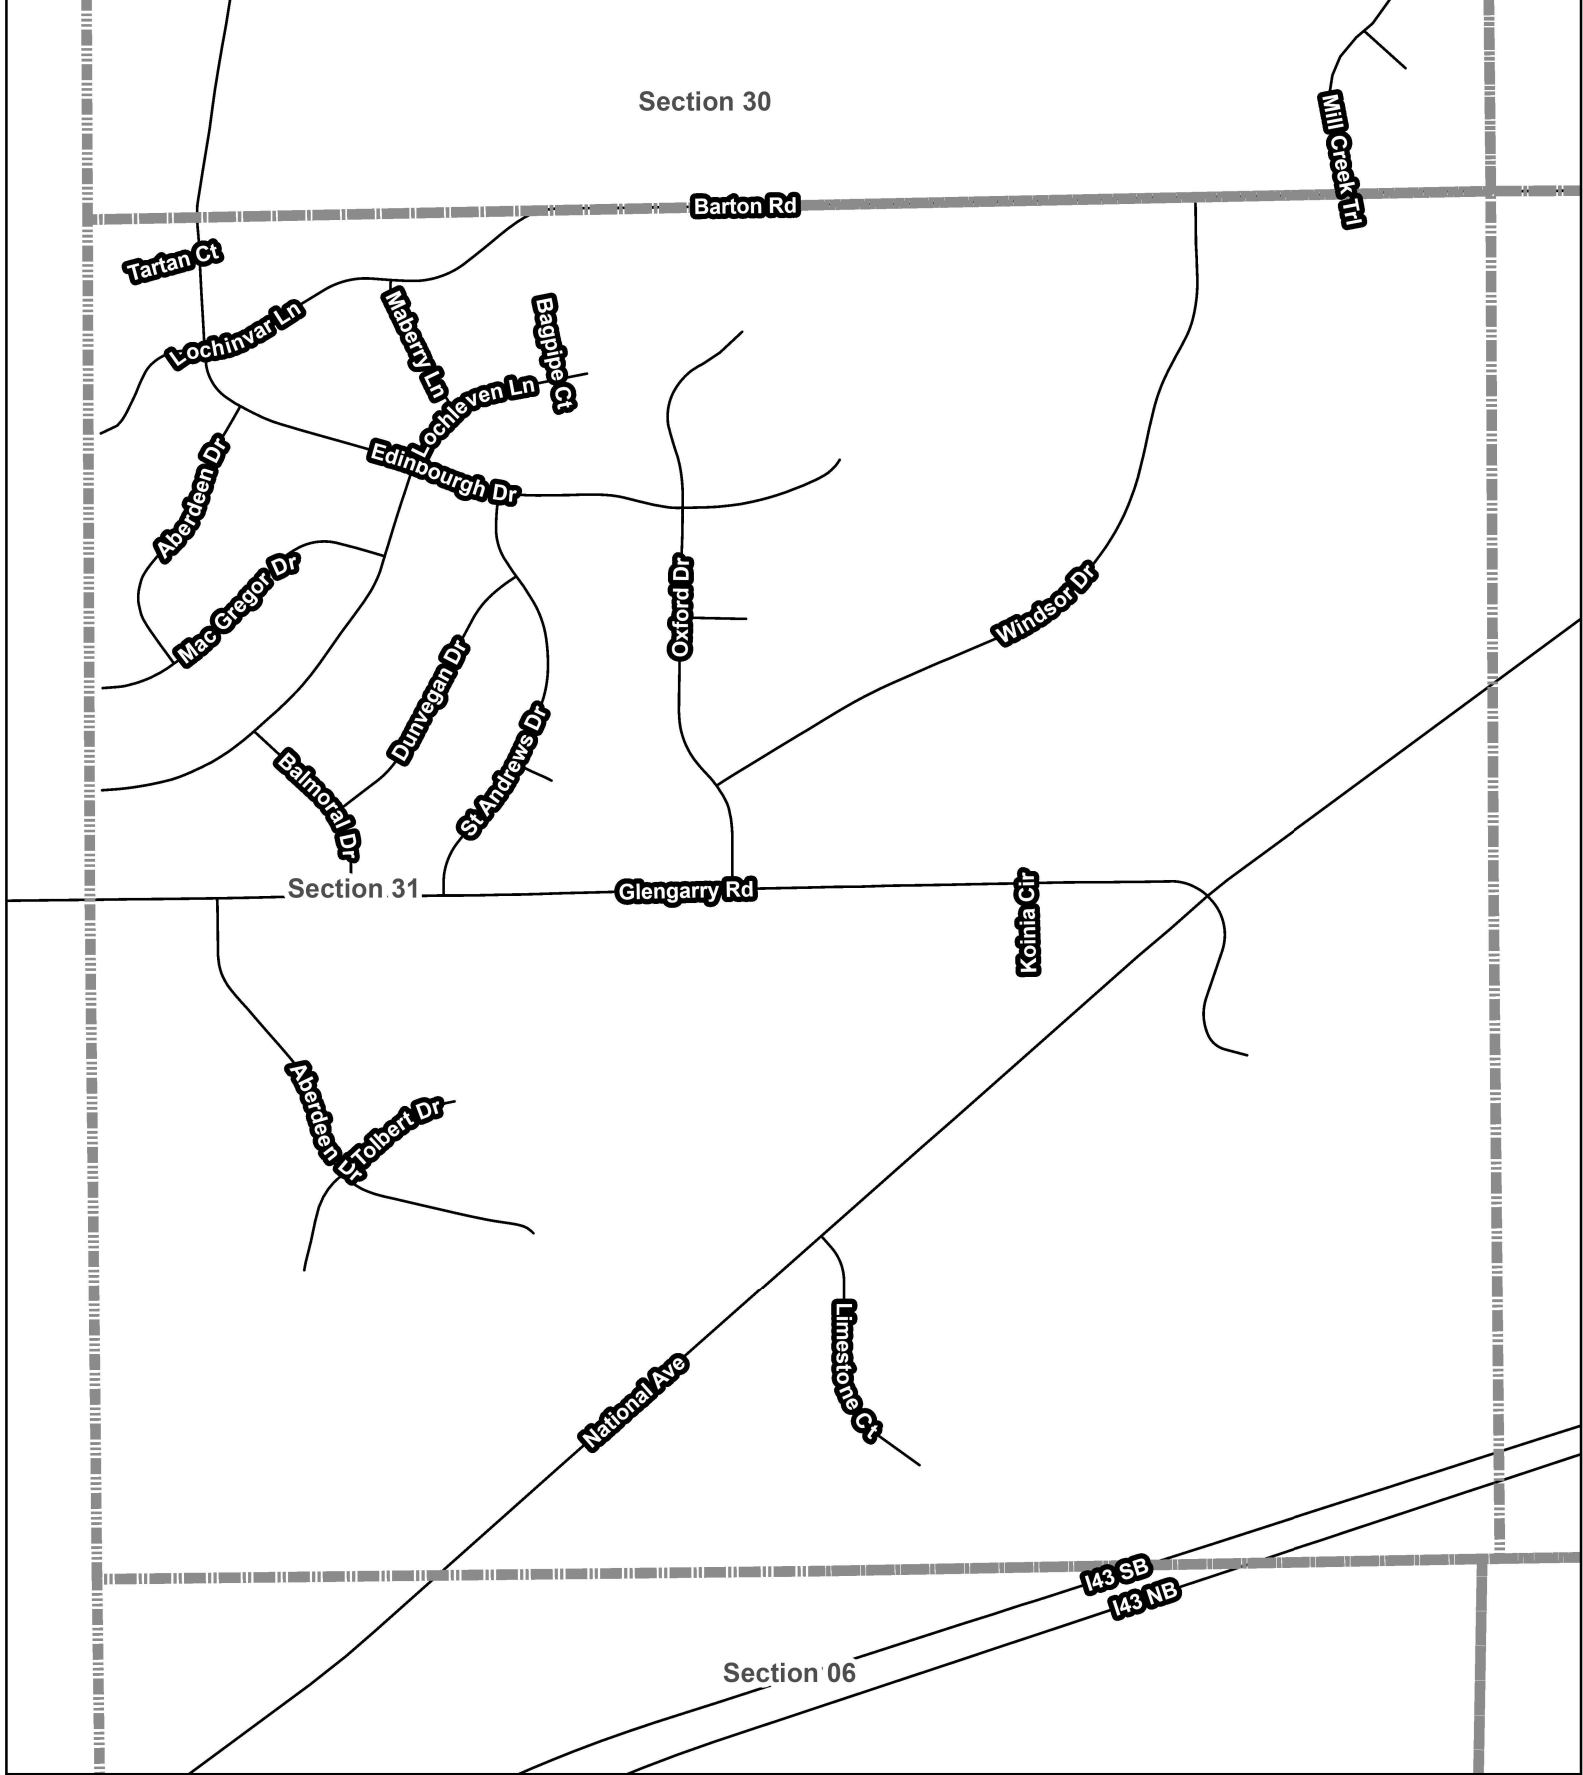 Section 30
Mill Creek Trl
Barton Rd
Tartan Ct
Lochinvar Ln
Maberry Ln
Bagpipe Ct
Lochleven Ln
Edinbourgh Dr
Aberdeen Dr
Mac Gregor Dr
Oxford Dr
Windsor Dr
Dunvegan Dr
St Andrews Dr
Balmoral Dr
Section 31
Glengarry Rd
Koinia Cir
Aberdeen Dr
Tolbert Dr
Limestone Ct
National Ave
I43 SB
I43 NB
Section 06